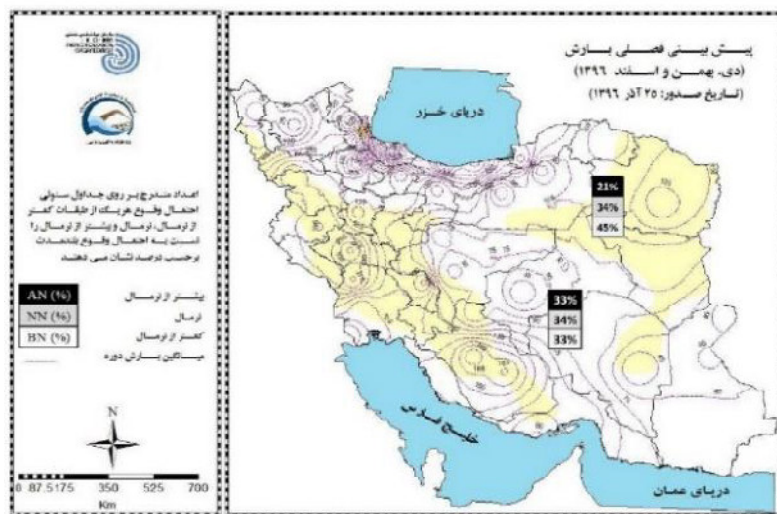 پیش بینی فصلی بارش
(دی، بهمن و اسفند ۱۳۹۶)
(تاریخ صدور: ۲۵ آذر ۱۳۹۶)
دریای خزر
21%
34%
45%
33%
34%
33%
خلیج فارس
دریای عمان
اعداد مندرج بر روی جداول ستونی
احتمال وقوع هریک از طبقات کمتر
از نرمال، نرمال و بیشتر از نرمال را
نسبت به احتمال وقوع بلندمدت
برحسب درصد نشان می دهند
AN (%) بیشتر از نرمال
NN (%) نرمال
BN (%) کمتر از نرمال
میانگین بارش دوره
N
0 87.5 175 350 525 700
Km